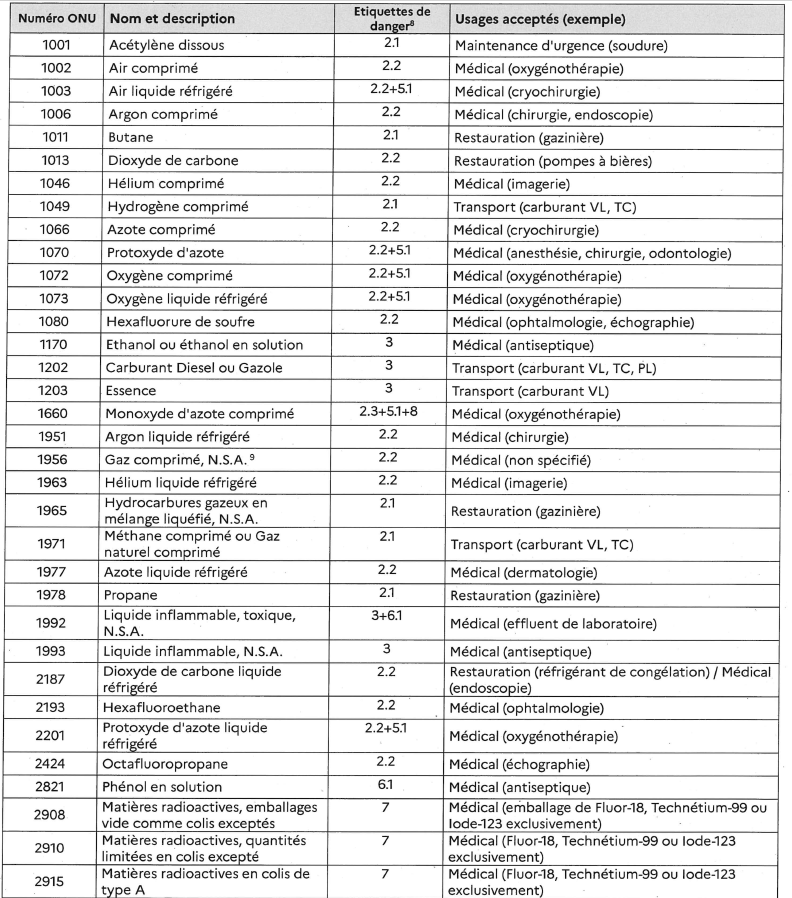 Numéro ONU Nom et description Etiquettes de danger⁸ Usages acceptés (exemple)
1001 Acétylène dissous 2.1 Maintenance d'urgence (soudure)
1002 Air comprimé 2.2 Médical (oxygénothérapie)
1003 Air liquide réfrigéré 2.2+5.1 Médical (cryochirurgie)
1006 Argon comprimé 2.2 Médical (chirurgie, endoscopie)
1011 Butane 2.1 Restauration (gazinière)
1013 Dioxyde de carbone 2.2 Restauration (pompes à bières)
1046 Hélium comprimé 2.2 Médical (imagerie)
1049 Hydrogène comprimé 2.1 Transport (carburant VL, TC)
1066 Azote comprimé 2.2 Médical (cryochirurgie)
1070 Protoxyde d'azote 2.2+5.1 Médical (anesthésie, chirurgie, odontologie)
1072 Oxygène comprimé 2.2+5.1 Médical (oxygénothérapie)
1073 Oxygène liquide réfrigéré 2.2+5.1 Médical (oxygénothérapie)
1080 Hexafluorure de soufre 2.2 Médical (ophtalmologie, échographie)
1170 Ethanol ou éthanol en solution 3 Médical (antiseptique)
1202 Carburant Diesel ou Gazole 3 Transport (carburant VL, TC, PL)
1203 Essence 3 Transport (carburant VL)
1660 Monoxyde d'azote comprimé 2.3+5.1+8 Médical (oxygénothérapie)
1951 Argon liquide réfrigéré 2.2 Médical (chirurgie)
1956 Gaz comprimé, N.S.A. ⁹ 2.2 Médical (non spécifié)
1963 Hélium liquide réfrigéré 2.2 Médical (imagerie)
1965 Hydrocarbures gazeux en
mélange liquéfié, N.S.A. 2.1 Restauration (gazinière)
1971 Méthane comprimé ou Gaz
naturel comprimé 2.1 Transport (carburant VL, TC)
1977 Azote liquide réfrigéré 2.2 Médical (dermatologie)
1978 Propane 2.1 Restauration (gazinière)
1992 Liquide inflammable, toxique,
N.S.A. 3+6.1 Médical (effluent de laboratoire)
1993 Liquide inflammable, N.S.A. 3 Médical (antiseptique)
2187 Dioxyde de carbone liquide
réfrigéré 2.2 Restauration (réfrigérant de congélation) / Médical
(endoscopie)
2193 Hexafluoroethane 2.2 Médical (ophtalmologie)
2201 Protoxyde d'azote liquide
réfrigéré 2.2+5.1 Médical (oxygénothérapie)
2424 Octafluoropropane 2.2 Médical (échographie)
2821 Phénol en solution 6.1 Médical (antiseptique)
2908 Matières radioactives, emballages
vide comme colis exceptés 7 Médical (emballage de Fluor-18, Technétium-99 ou
Iode-123 exclusivement)
2910 Matières radioactives, quantités
limitées en colis excepté 7 Médical (Fluor-18, Technétium-99 ou Iode-123
exclusivement)
2915 Matières radioactives en colis de
type A 7 Médical (Fluor-18, Technétium-99 ou Iode-123
exclusivement)